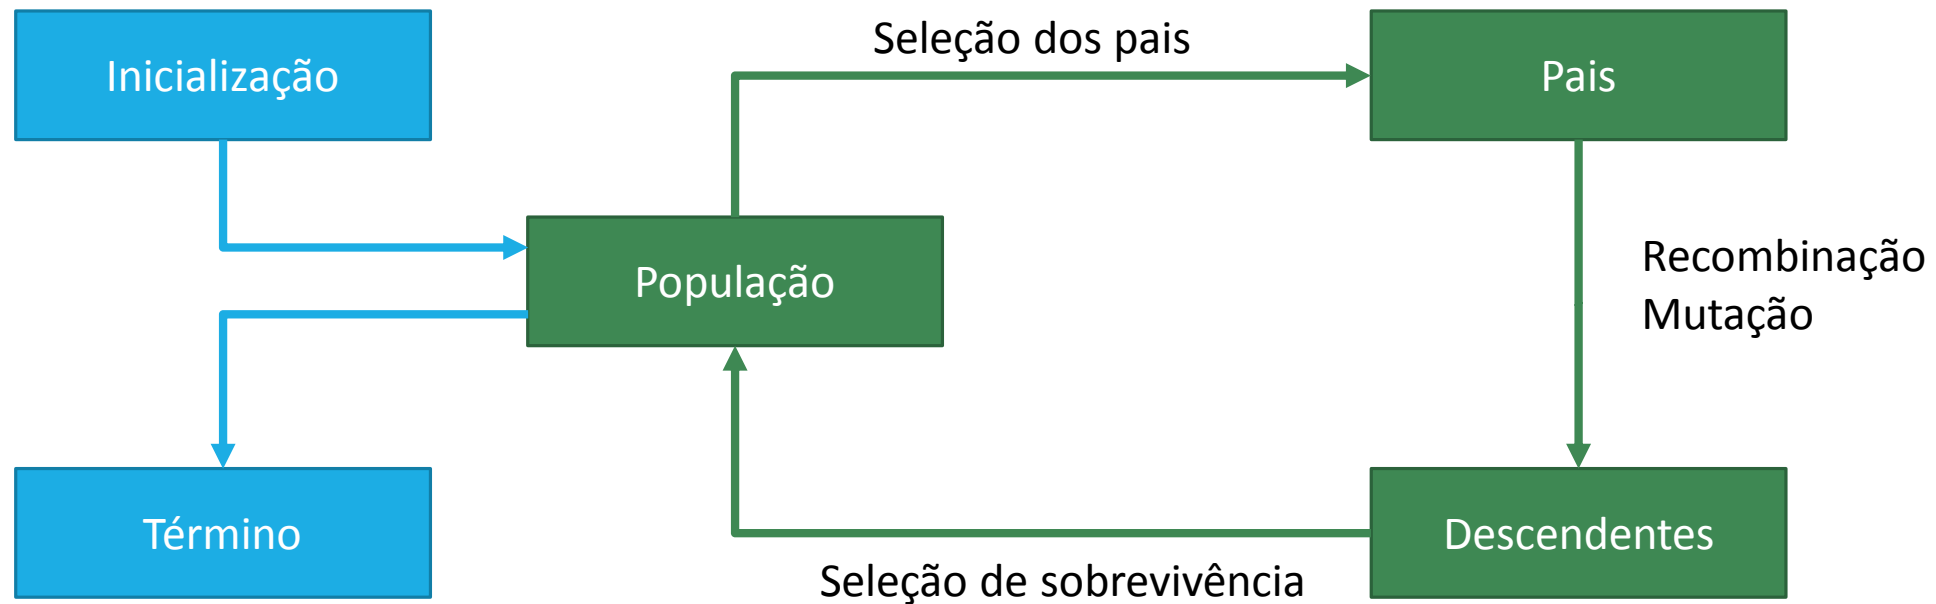 Seleção dos pais
Inicialização
Pais
População
Recombinação
Mutação
Término
Descendentes
Seleção de sobrevivência